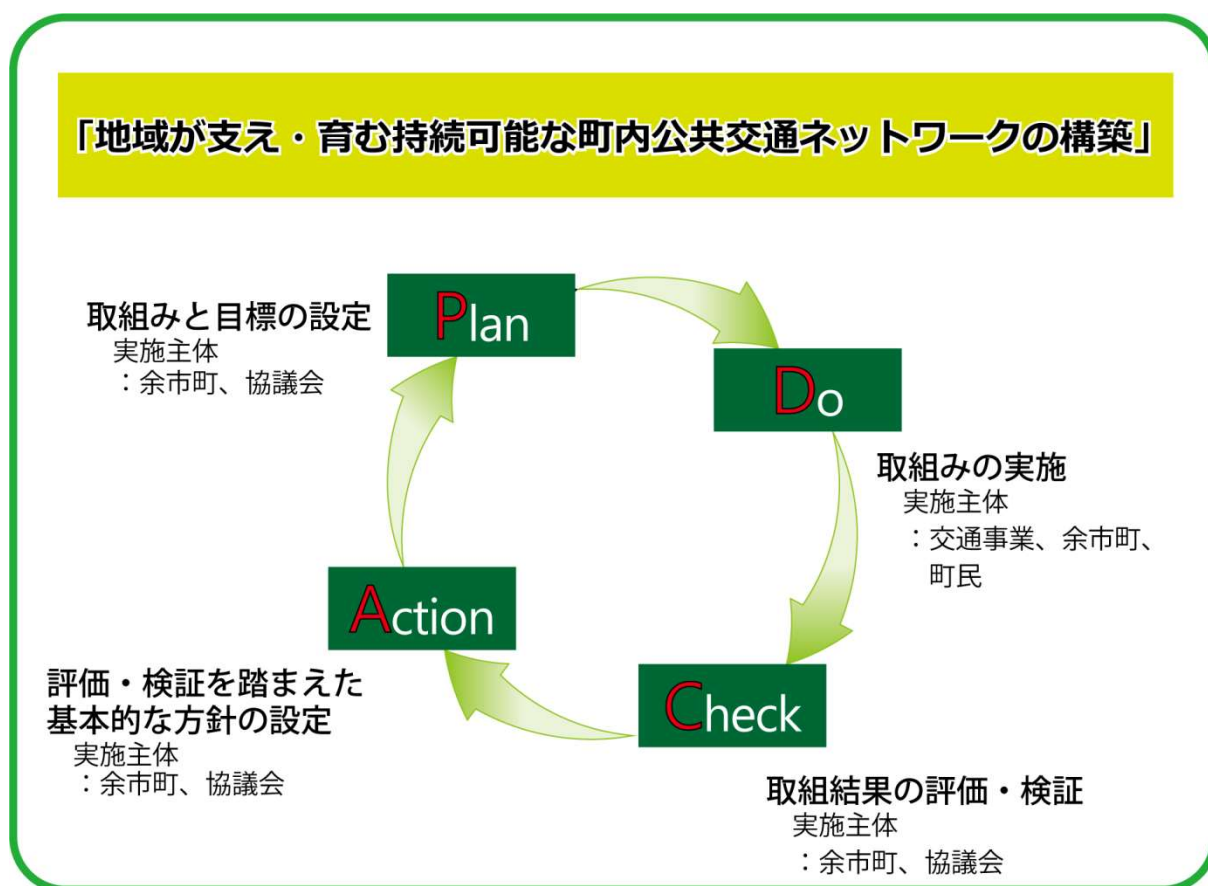 「地域が支え・育む持続可能な町内公共交通ネットワークの構築」
Plan
取組みと目標の設定
実施主体
：余市町、協議会
Do
取組みの実施
実施主体
：交通事業、余市町、
町民
Check
取組結果の評価・検証
実施主体
：余市町、協議会
Action
評価・検証を踏まえた
基本的な方針の設定
実施主体
：余市町、協議会